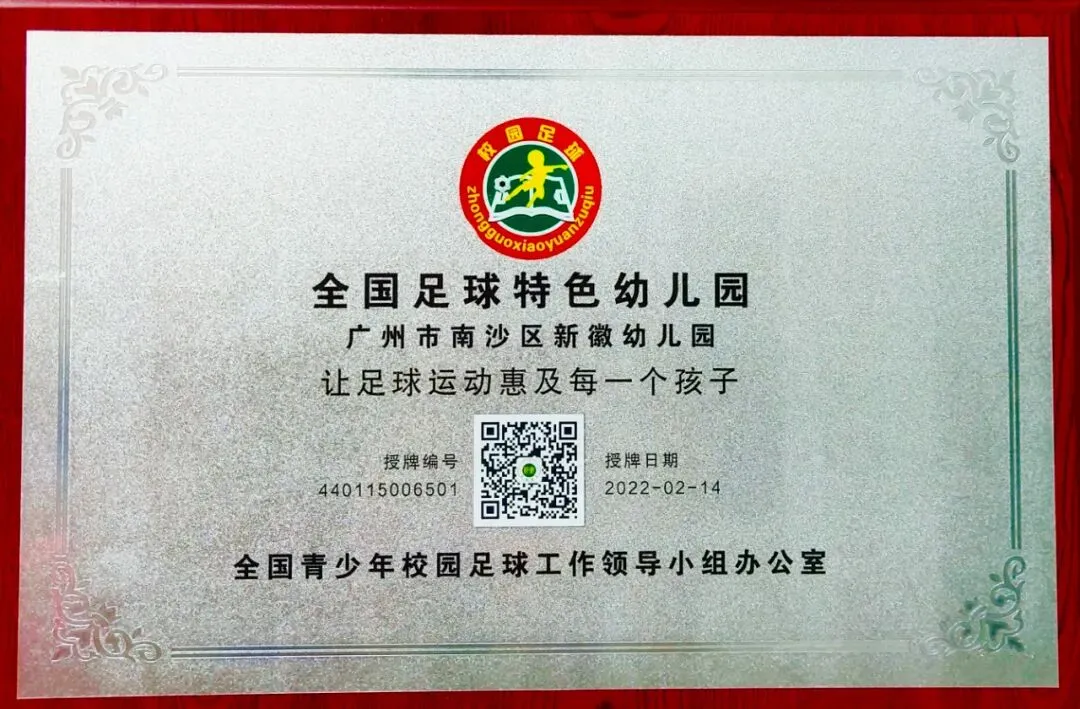 校园足球
zhongguoxiaoyuanzuqiu
全国足球特色幼儿园
广州市南沙区新徽幼儿园
让足球运动惠及每一个孩子
授牌编号
440115006501
授牌日期
2022-02-14
全国青少年校园足球工作领导小组办公室